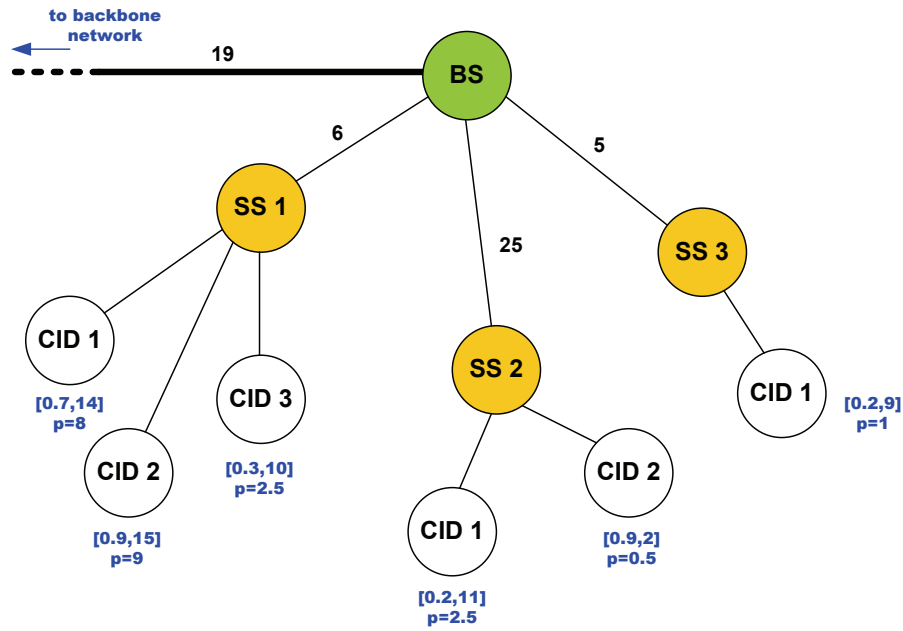 to backbone
network
19
BS
6
5
SS 1
25
SS 3
CID 1
[0.7,14]
p=8
CID 2
[0.9,15]
p=9
CID 3
[0.3,10]
p=2.5
SS 2
CID 1
[0.2,11]
p=2.5
CID 2
[0.9,2]
p=0.5
CID 1
[0.2,9]
p=1